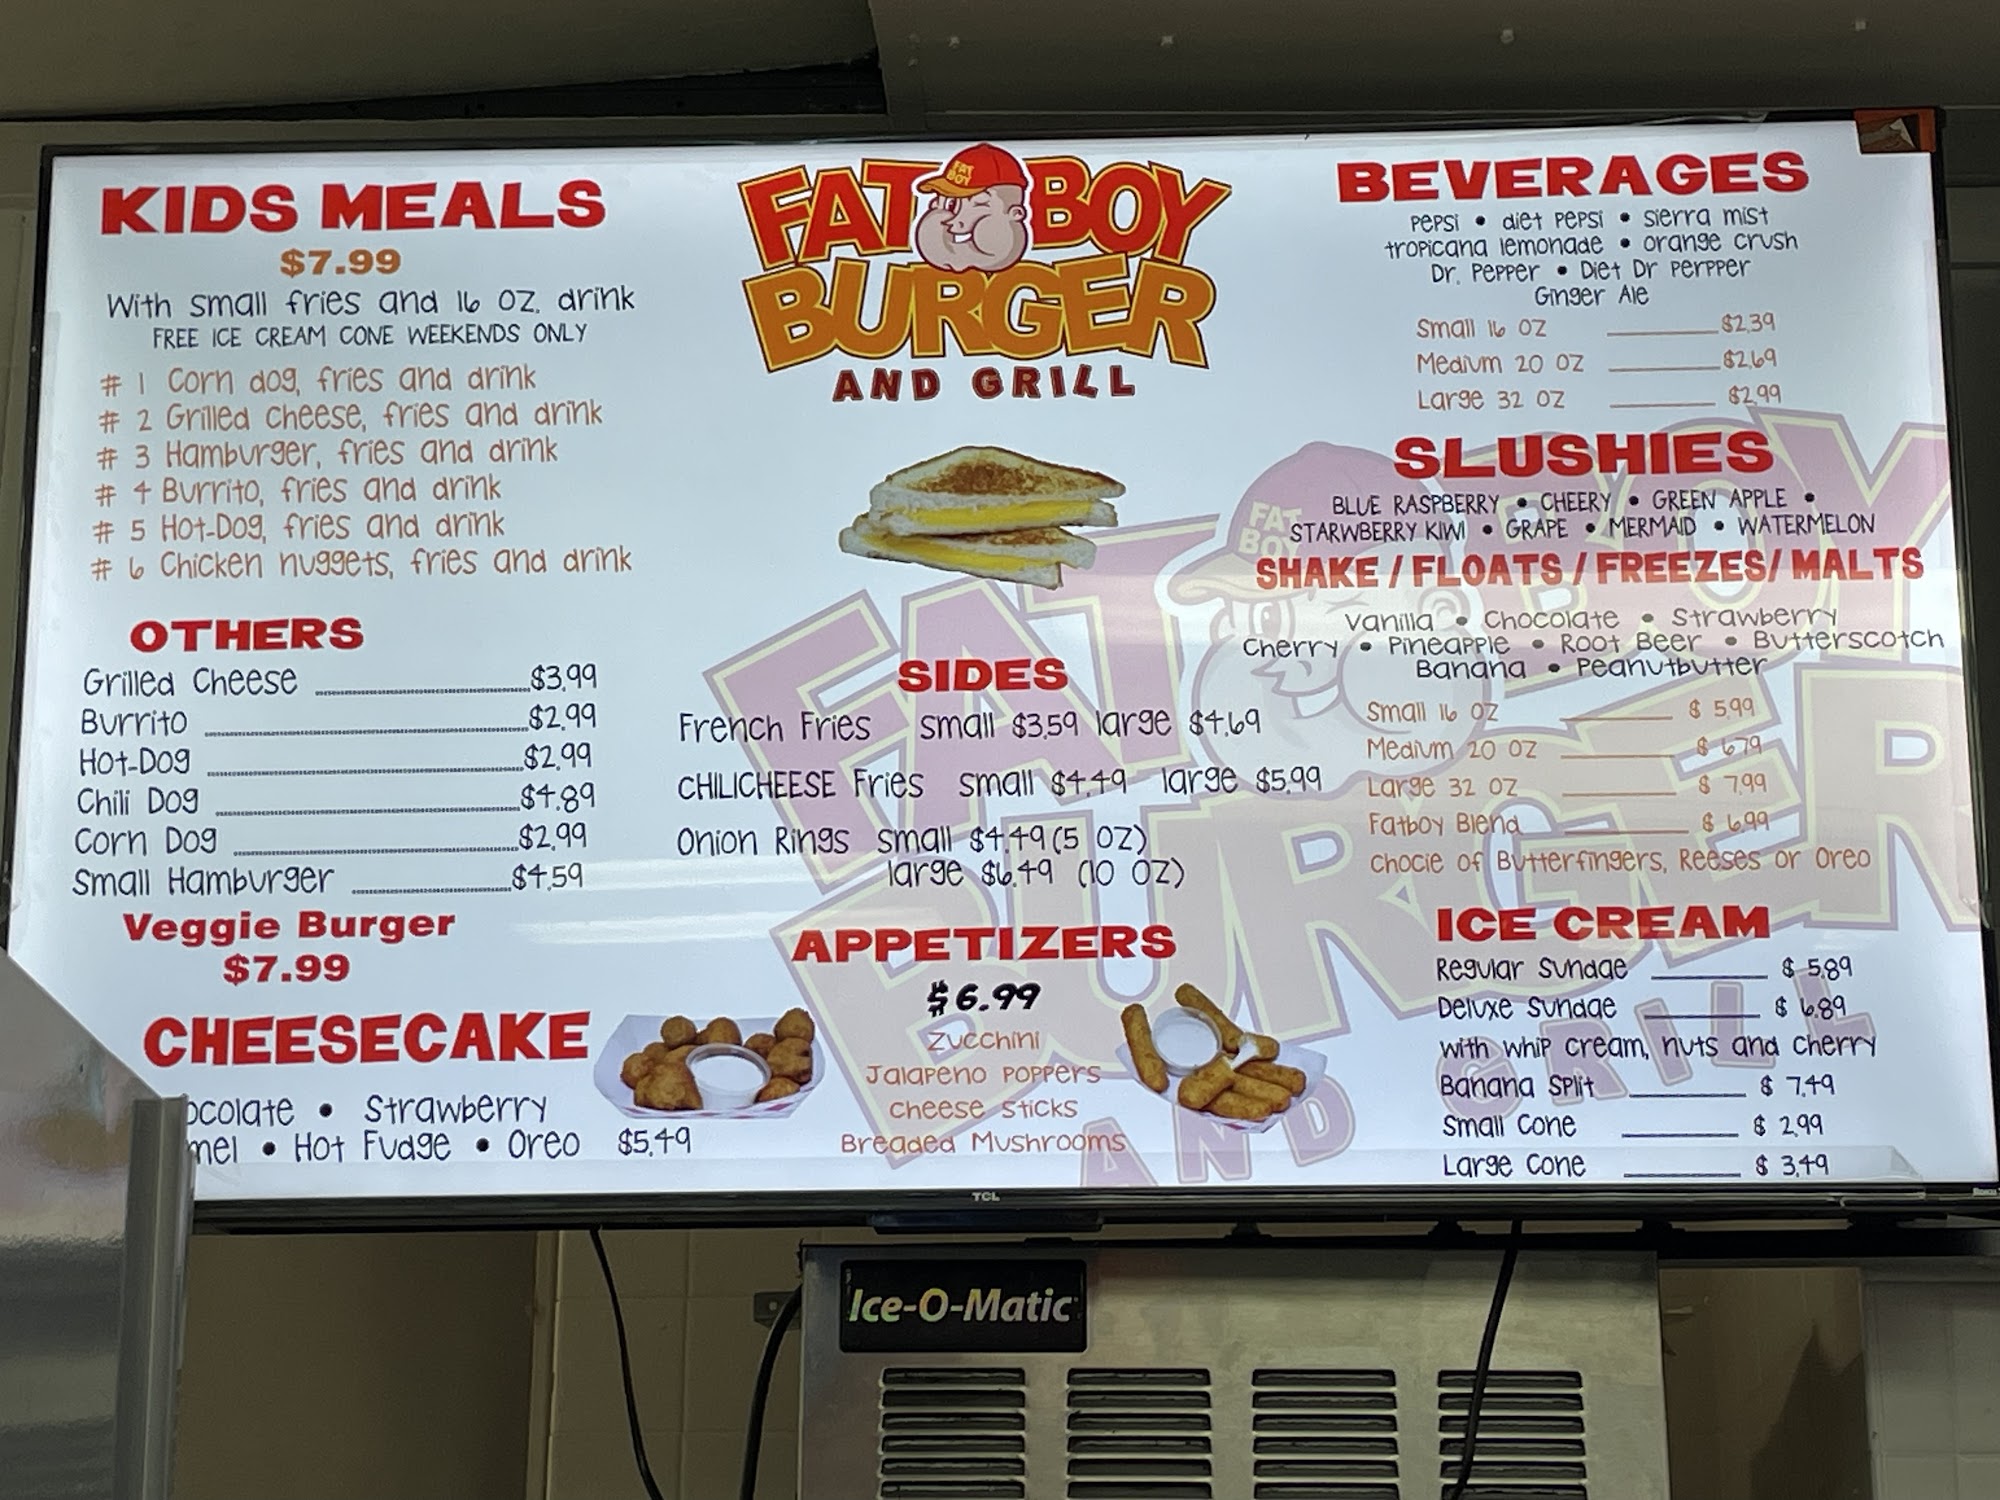 KIDS MEALS
$7.99
With small fries and 16 oz. drink
FREE ICE CREAM CONE WEEKENDS ONLY
# 1 Corn dog, fries and drink
# 2 Grilled cheese, fries and drink
# 3 Hamburger, fries and drink
# 4 Burrito, fries and drink
# 5 Hot-Dog, fries and drink
# 6 Chicken nuggets, fries and drink
OTHERS
Grilled Cheese $3.99
Burrito $2.99
Hot-Dog $2.99
Chili Dog $4.89
Corn Dog $2.99
Small Hamburger $4.59
Veggie Burger
$7.99
CHEESECAKE
ocolate • Strawberry
mel • Hot Fudge • Oreo $5.49
FAT BOY
FAT BOY
BURGER
AND GRILL
SIDES
French Fries small $3.59 large $4.69
CHILICHEESE Fries small $4.49 large $5.99
Onion Rings small $4.49 (5 oz)
large $6.49 (10 oz)
APPETIZERS
$6.99
Zucchini
Jalapeno poppers
cheese sticks
Breaded Mushrooms
BEVERAGES
pepsi • diet pepsi • sierra mist
tropicana lemonade • orange crush
Dr. Pepper • Diet Dr Perpper
Ginger Ale
Small 16 oz $2.39
Medium 20 oz $2.69
Large 32 oz $2.99
SLUSHIES
BLUE RASPBERRY • CHEERY • GREEN APPLE •
STARWBERRY KIWI • GRAPE • MERMAID • WATERMELON
SHAKE / FLOATS / FREEZES/ MALTS
Vanilla • Chocolate • Strawberry
Cherry • Pineapple • Root Beer • Butterscotch
Banana • Peanutbutter
Small 16 oz $ 5.99
Medium 20 oz $ 6.79
Large 32 oz $ 7.99
Fatboy Blend $ 6.99
chocie of Butterfingers, Reeses or Oreo
ICE CREAM
Regular Sundae $ 5.89
Deluxe Sundae $ 6.89
with whip cream, nuts and cherry
Banana Split $ 7.49
Small Cone $ 2.99
Large Cone $ 3.49
FAT BOY
FAT BOY
BURGER
AND GRILL
TCL
Ice-O-Matic